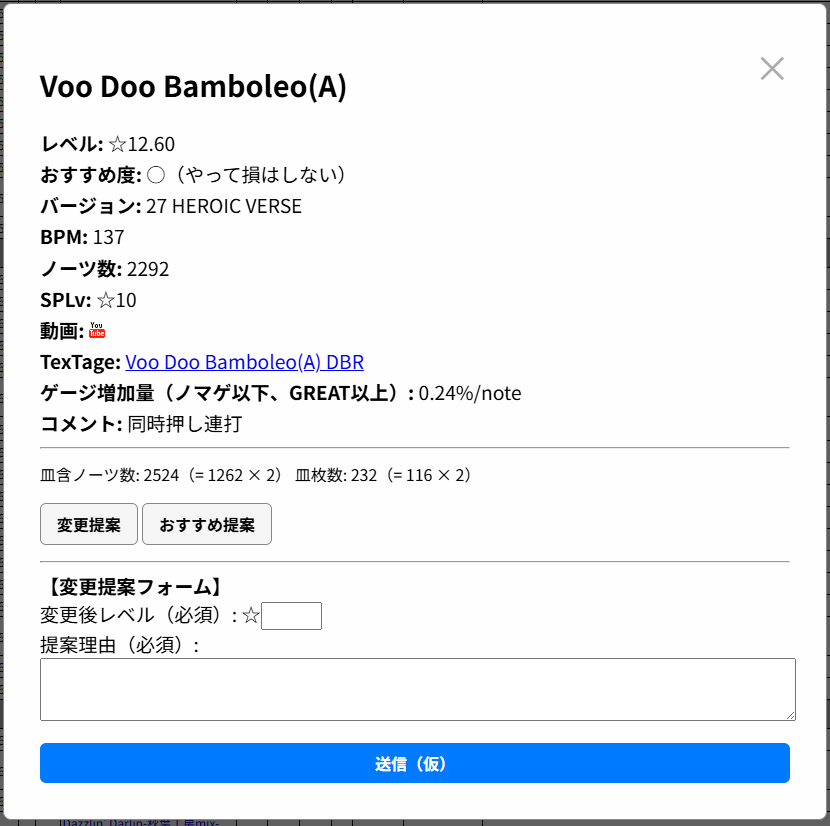 Voo Doo Bamboleo(A)
レベル: ☆12.60
おすすめ度: ○（やって損はしない）
バージョン: 27 HEROIC VERSE
BPM: 137
ノーツ数: 2292
SPLv: ☆10
動画: You Tube
TexTage: Voo Doo Bamboleo(A) DBR
ゲージ増加量（ノマゲ以下、GREAT以上）: 0.24%/note
コメント: 同時押し連打
皿含ノーツ数: 2524（= 1262 × 2） 皿枚数: 232（= 116 × 2）
変更提案 おすすめ提案
【変更提案フォーム】
変更後レベル（必須）: ☆
提案理由（必須）:
送信（仮）